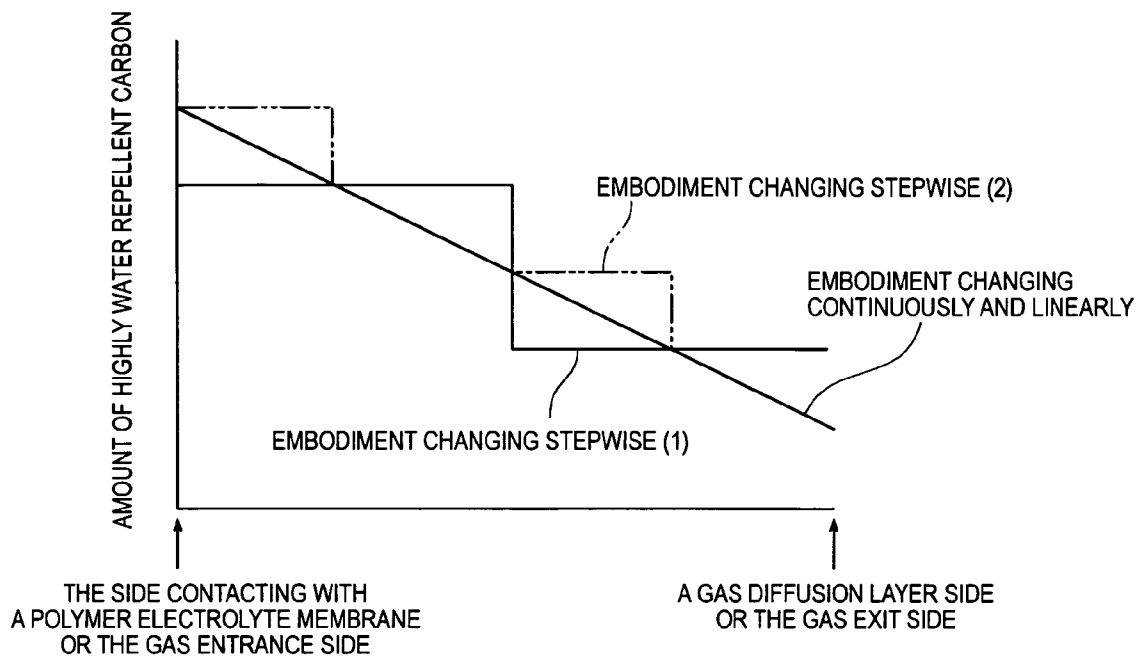 AMOUNT OF HIGHLY WATER REPELLENT CARBON
EMBODIMENT CHANGING STEPWISE (2)
EMBODIMENT CHANGING
CONTINUOUSLY AND LINEARLY
EMBODIMENT CHANGING STEPWISE (1)
THE SIDE CONTACTING WITH
A POLYMER ELECTROLYTE MEMBRANE
OR THE GAS ENTRANCE SIDE
A GAS DIFFUSION LAYER SIDE
OR THE GAS EXIT SIDE